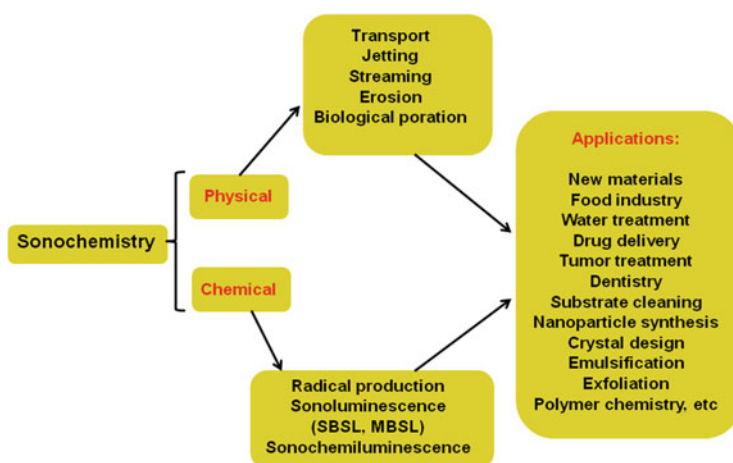 Sonochemistry
Physical
Chemical
Transport
Jetting
Streaming
Erosion
Biological poration
Radical production
Sonoluminescence
(SBSL, MBSL)
Sonochemiluminescence
Applications:
New materials
Food industry
Water treatment
Drug delivery
Tumor treatment
Dentistry
Substrate cleaning
Nanoparticle synthesis
Crystal design
Emulsification
Exfoliation
Polymer chemistry, etc